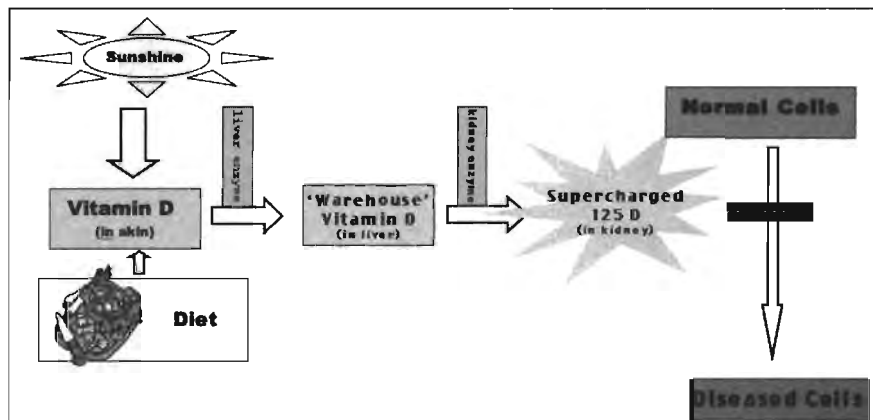 Sunshine
liver enzyme
kidney enzyme
Normal Cells
Vitamin D
(in skin)
'Warehouse'
Vitamin D
(in liver)
Supercharged
125 D
(in kidney)
Diet
Diseased Cells